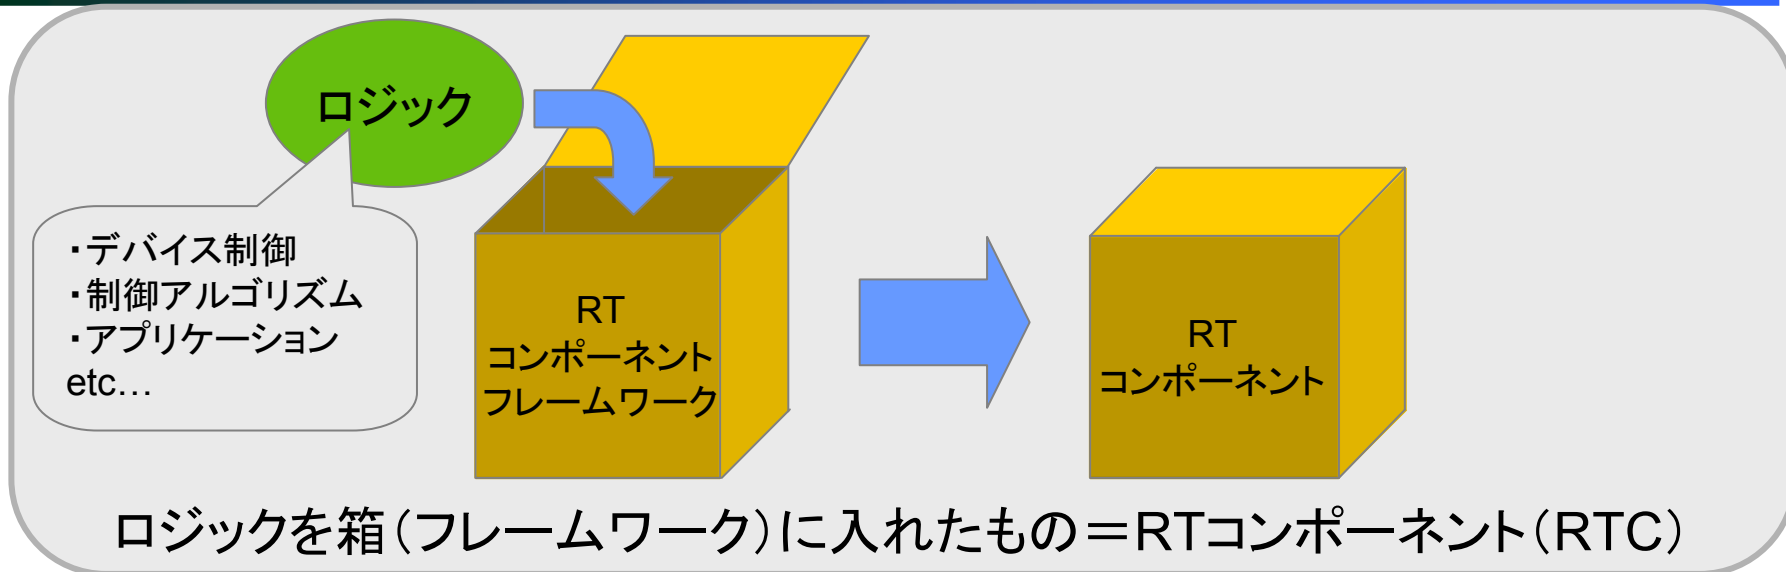 ロジック
・デバイス制御
・制御アルゴリズム
・アプリケーション
etc…
RT
コンポーネント
フレームワーク
RT
コンポーネント
ロジックを箱(フレームワーク)に入れたもの=RTコンポーネント(RTC)